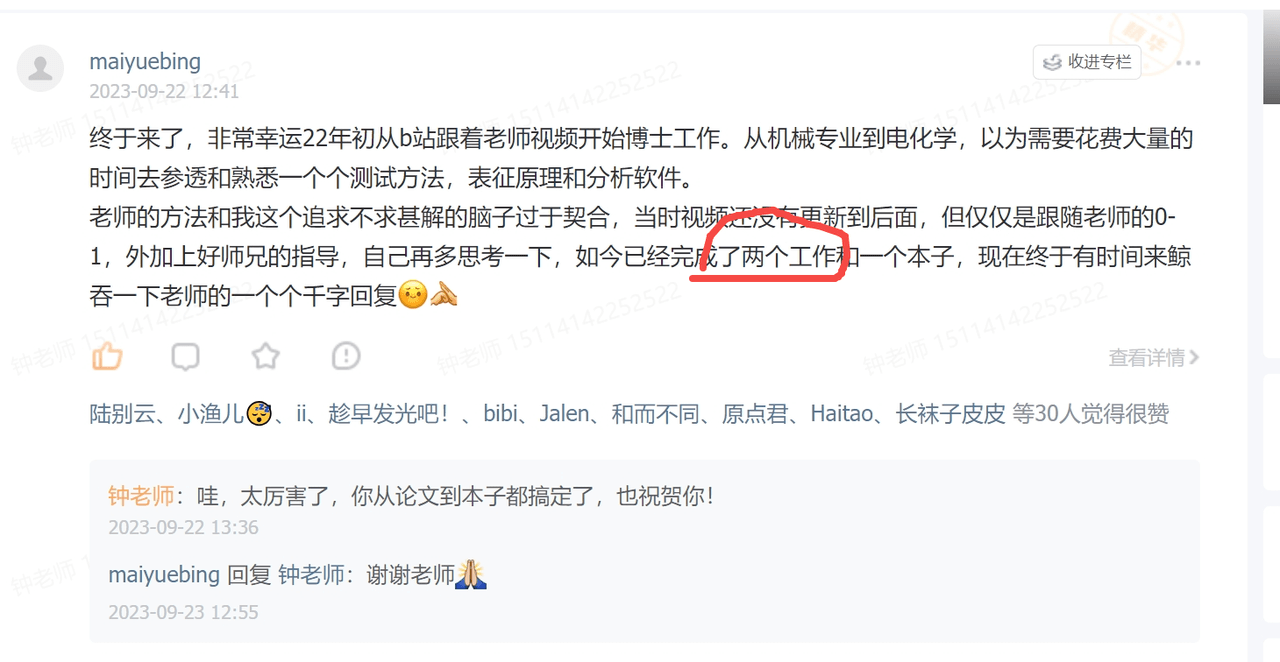 精华
maiyuebing
收进专栏
2023-09-22 12:41
终于来了，非常幸运22年初从b站跟着老师视频开始博士工作。从机械专业到电化学，以为需要花费大量的
时间去参透和熟悉一个个测试方法，表征原理和分析软件。
老师的方法和我这个追求不求甚解的脑子过于契合，当时视频还没有更新到后面，但仅仅是跟随老师的0-
1，外加上好师兄的指导，自己再多思考一下，如今已经完成了两个工作和一个本子，现在终于有时间来鲸
吞一下老师的一个个千字回复
查看详情
陆别云、小渔儿😴、ii、趁早发光吧！、bibi、Jalen、和而不同、原点君、Haitao、长袜子皮皮 等30人觉得很赞
钟老师：哇，太厉害了，你从论文到本子都搞定了，也祝贺你！
2023-09-22 13:36
maiyuebing 回复 钟老师：谢谢老师🙏
2023-09-23 12:55
钟老师 15114142252522